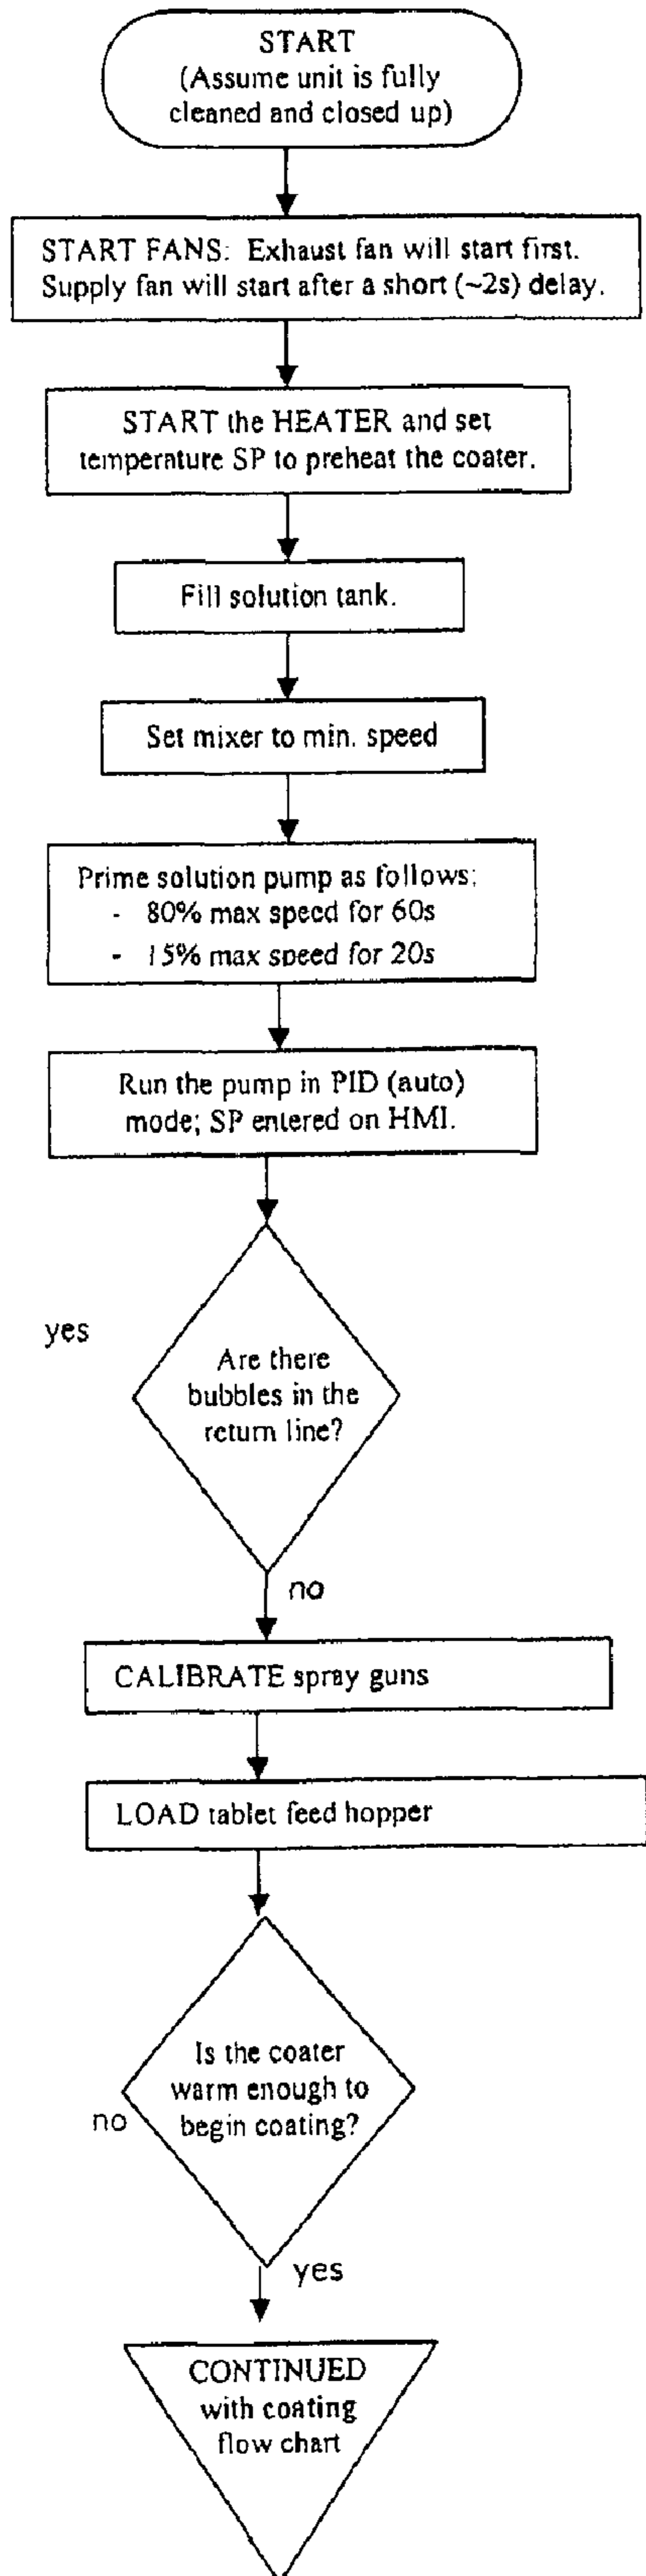 START
(Assume unit is fully
cleaned and closed up)
START FANS: Exhaust fan will start first.
Supply fan will start after a short (~2s) delay.
START the HEATER and set
temperature SP to preheat the coater.
Fill solution tank.
Set mixer to min. speed
Prime solution pump as follows:
- 80% max speed for 60s
- 15% max speed for 20s
Run the pump in PID (auto)
mode; SP entered on HMI.
yes
Are there
bubbles in the
return line?
no
CALIBRATE spray guns
LOAD tablet feed hopper
Is the coater
warm enough to
begin coating?
no
yes
CONTINUED
with coating
flow chart